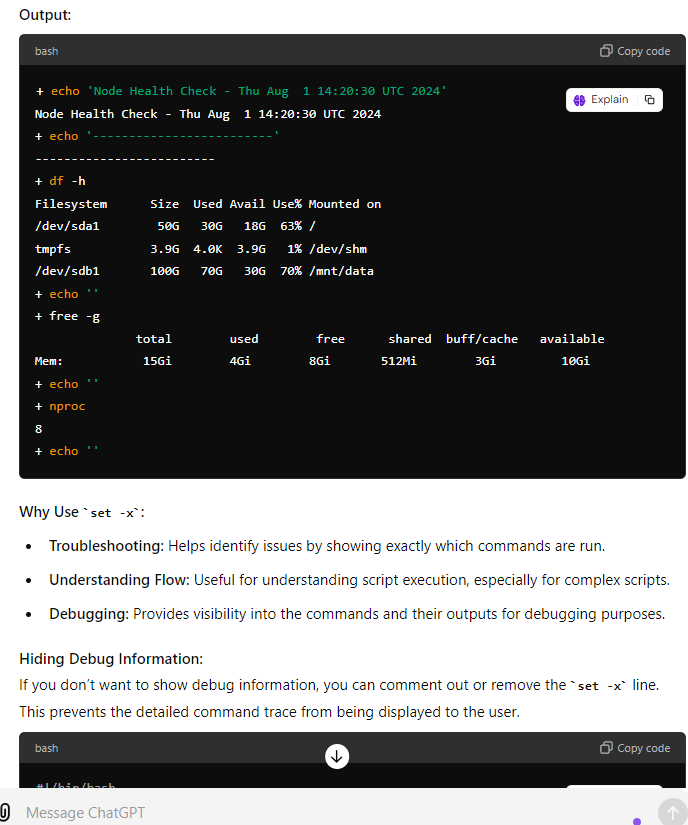 Output:
bash
Copy code
+ echo 'Node Health Check - Thu Aug  1 14:20:30 UTC 2024'
Explain
Node Health Check - Thu Aug  1 14:20:30 UTC 2024
+ echo '-------------------------'
-------------------------
+ df -h
Filesystem      Size  Used Avail Use% Mounted on
/dev/sda1        50G   30G   18G  63% /
tmpfs           3.9G  4.0K  3.9G   1% /dev/shm
/dev/sdb1       100G   70G   30G  70% /mnt/data
+ echo ''
+ free -g
              total        used        free      shared  buff/cache   available
Mem:           15Gi        4Gi         8Gi       512Mi        3Gi         10Gi
+ echo ''
+ nproc
8
+ echo ''
Why Use `set -x`:
• Troubleshooting: Helps identify issues by showing exactly which commands are run.
• Understanding Flow: Useful for understanding script execution, especially for complex scripts.
• Debugging: Provides visibility into the commands and their outputs for debugging purposes.
Hiding Debug Information:
If you don't want to show debug information, you can comment out or remove the `set -x` line.
This prevents the detailed command trace from being displayed to the user.
bash
Copy code
#!/bin/bash
Message ChatGPT